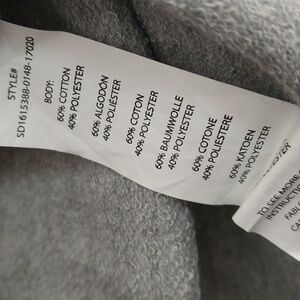 STYLE#
SD1615388-0148-17020
BODY:
60% COTTON
40% POLYESTER
60% ALGODÓN
40% POLIÉSTER
60% COTON
40% POLYESTER
60% BAUMWOLLE
40% POLYESTER
60% COTONE
40% POLIESTERE
60% KATOEN
40% POLYESTER
TO SEE MORE